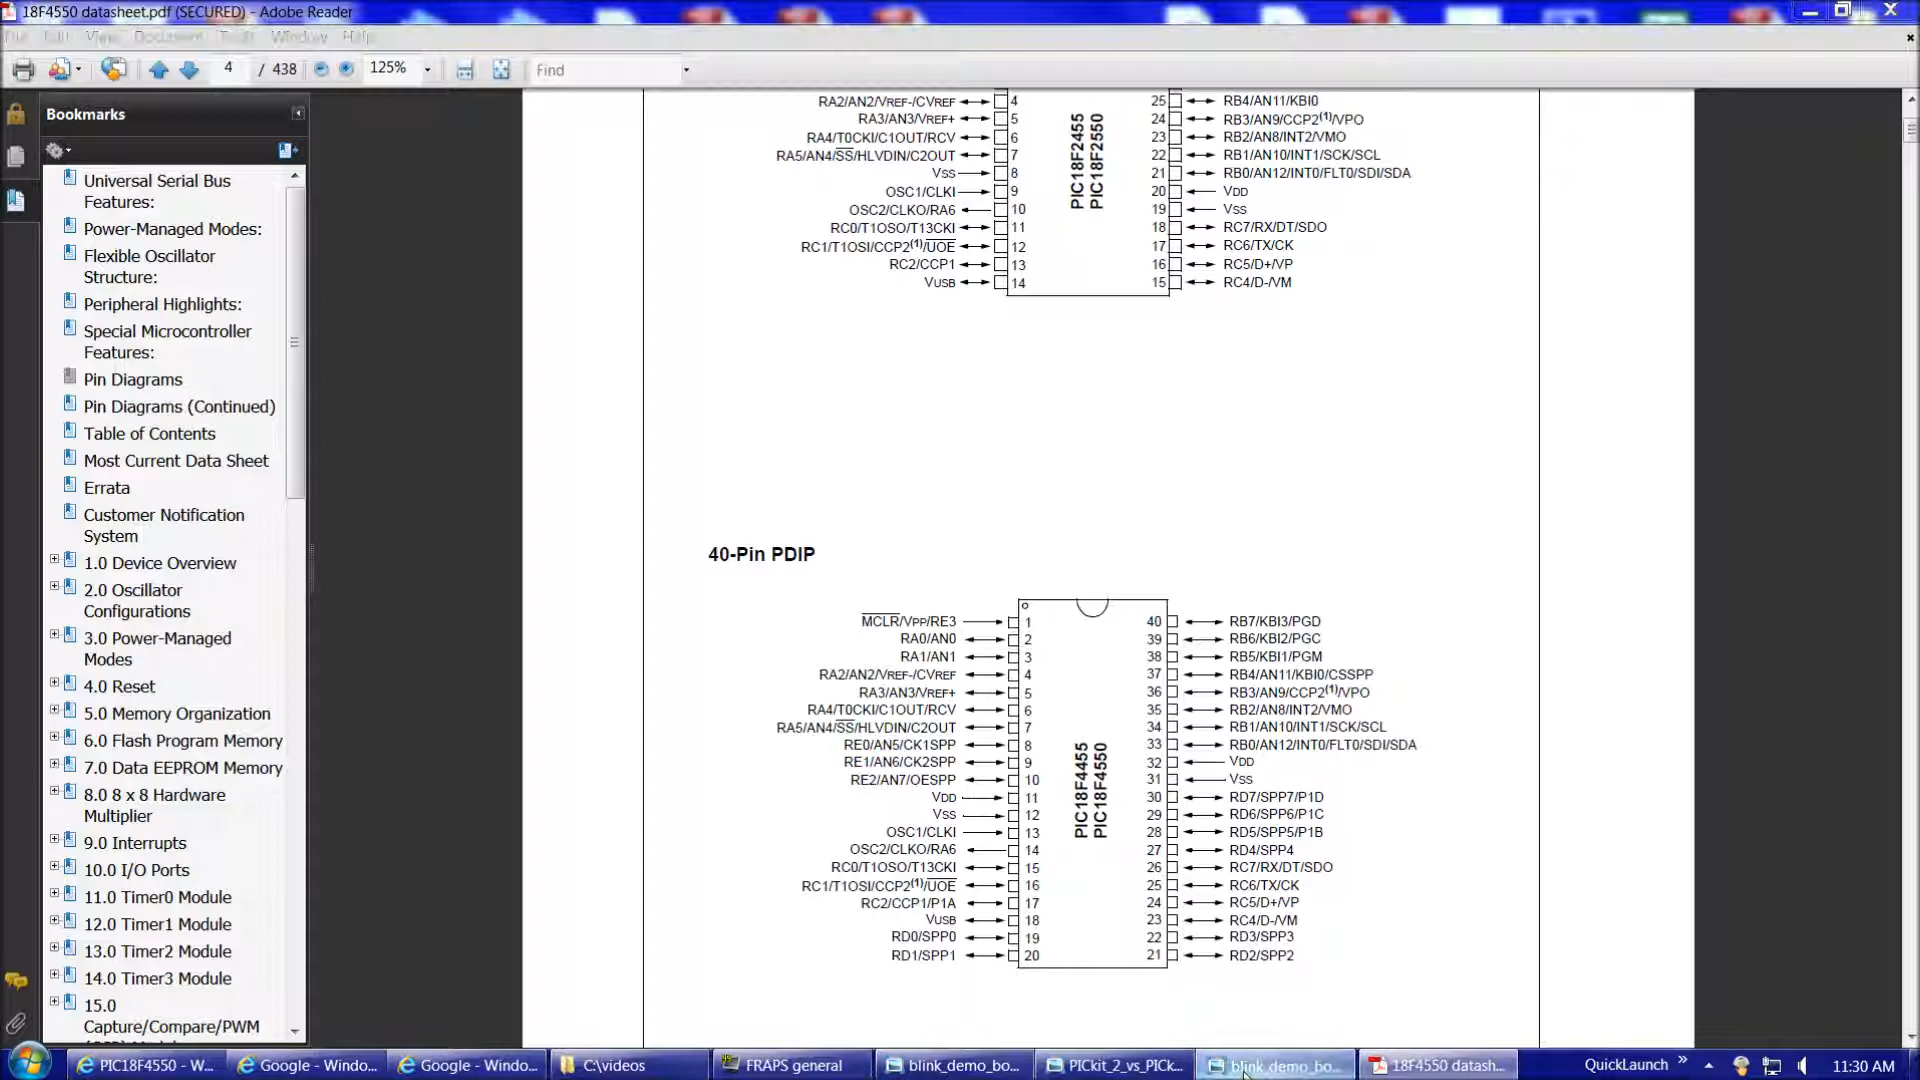 18F4550 datasheet.pdf (SECURED) - Adobe Reader
File Edit View Document Tools Window Help
4 / 438 125% Find
Bookmarks
Universal Serial Bus
Features:
Power-Managed Modes:
Flexible Oscillator
Structure:
Peripheral Highlights:
Special Microcontroller
Features:
Pin Diagrams
Pin Diagrams (Continued)
Table of Contents
Most Current Data Sheet
Errata
Customer Notification
System
1.0 Device Overview
2.0 Oscillator
Configurations
3.0 Power-Managed
Modes
4.0 Reset
5.0 Memory Organization
6.0 Flash Program Memory
7.0 Data EEPROM Memory
8.0 8 x 8 Hardware
Multiplier
9.0 Interrupts
10.0 I/O Ports
11.0 Timer0 Module
12.0 Timer1 Module
13.0 Timer2 Module
14.0 Timer3 Module
15.0
Capture/Compare/PWM
RA2/AN2/VREF-/CVREF 4 25 RB4/AN11/KBI0
RA3/AN3/VREF+ 5 24 RB3/AN9/CCP2(1)/VPO
RA4/T0CKI/C1OUT/RCV 6 23 RB2/AN8/INT2/VMO
RA5/AN4/SS/HLVDIN/C2OUT 7 22 RB1/AN10/INT1/SCK/SCL
VSS 8 21 RB0/AN12/INT0/FLT0/SDI/SDA
OSC1/CLKI 9 20 VDD
OSC2/CLKO/RA6 10 19 VSS
RC0/T1OSO/T13CKI 11 18 RC7/RX/DT/SDO
RC1/T1OSI/CCP2(1)/UOE 12 17 RC6/TX/CK
RC2/CCP1 13 16 RC5/D+/VP
VUSB 14 15 RC4/D-/VM
PIC18F2455
PIC18F2550
40-Pin PDIP
MCLR/VPP/RE3 1 40 RB7/KBI3/PGD
RA0/AN0 2 39 RB6/KBI2/PGC
RA1/AN1 3 38 RB5/KBI1/PGM
RA2/AN2/VREF-/CVREF 4 37 RB4/AN11/KBI0/CSSPP
RA3/AN3/VREF+ 5 36 RB3/AN9/CCP2(1)/VPO
RA4/T0CKI/C1OUT/RCV 6 35 RB2/AN8/INT2/VMO
RA5/AN4/SS/HLVDIN/C2OUT 7 34 RB1/AN10/INT1/SCK/SCL
RE0/AN5/CK1SPP 8 33 RB0/AN12/INT0/FLT0/SDI/SDA
RE1/AN6/CK2SPP 9 32 VDD
RE2/AN7/OESPP 10 31 VSS
VDD 11 30 RD7/SPP7/P1D
VSS 12 29 RD6/SPP6/P1C
OSC1/CLKI 13 28 RD5/SPP5/P1B
OSC2/CLKO/RA6 14 27 RD4/SPP4
RC0/T1OSO/T13CKI 15 26 RC7/RX/DT/SDO
RC1/T1OSI/CCP2(1)/UOE 16 25 RC6/TX/CK
RC2/CCP1/P1A 17 24 RC5/D+/VP
VUSB 18 23 RC4/D-/VM
RD0/SPP0 19 22 RD3/SPP3
RD1/SPP1 20 21 RD2/SPP2
PIC18F4455
PIC18F4550
PIC18F4550 - W... Google - Windo... Google - Windo... C:\videos FRAPS general blink_demo_bo... PICkit_2_vs_PICk... blink_demo_bo... 18F4550 datash... QuickLaunch » 11:30 AM